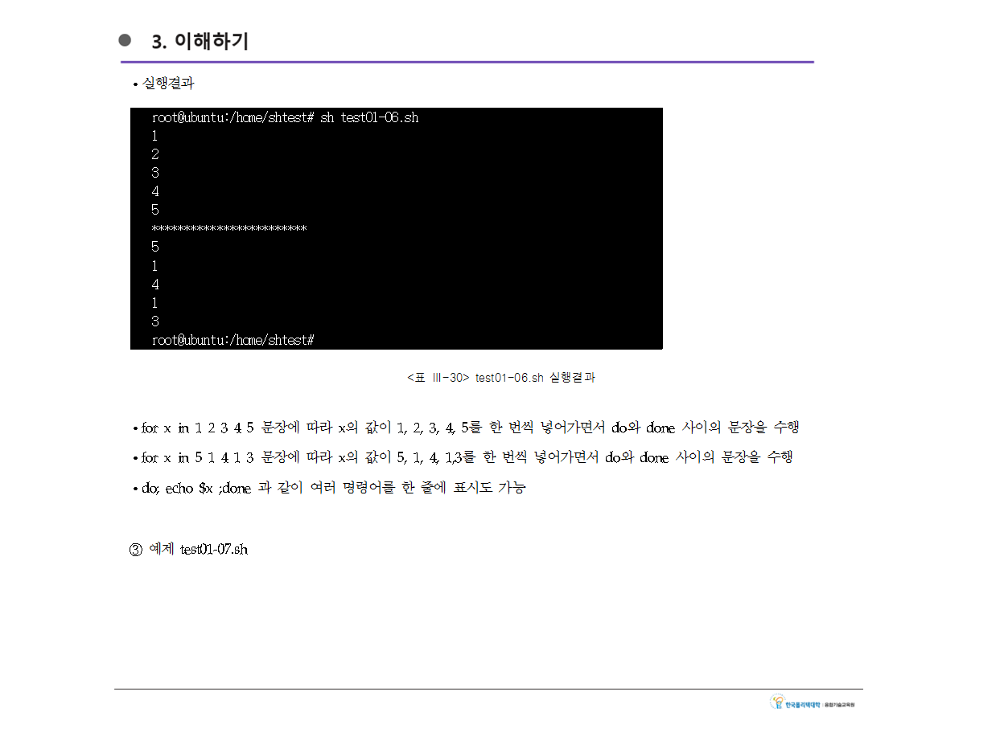 ● 3. 이해하기
• 실행결과
root@ubuntu:/home/shtest# sh test01-06.sh
1
2
3
4
5
************************
5
1
4
1
3
root@ubuntu:/home/shtest#
<표 III-30> test01-06.sh 실행결과
• for x in 1 2 3 4 5 문장에 따라 x의 값이 1, 2, 3, 4, 5를 한 번씩 넣어가면서 do와 done 사이의 문장을 수행
• for x in 5 1 4 1 3 문장에 따라 x의 값이 5, 1, 4, 1,3를 한 번씩 넣어가면서 do와 done 사이의 문장을 수행
• do; echo $x ;done 과 같이 여러 명령어를 한 줄에 표시도 가능
③ 예제 test01-07.sh
한국폴리텍대학 | 융합기술교육원